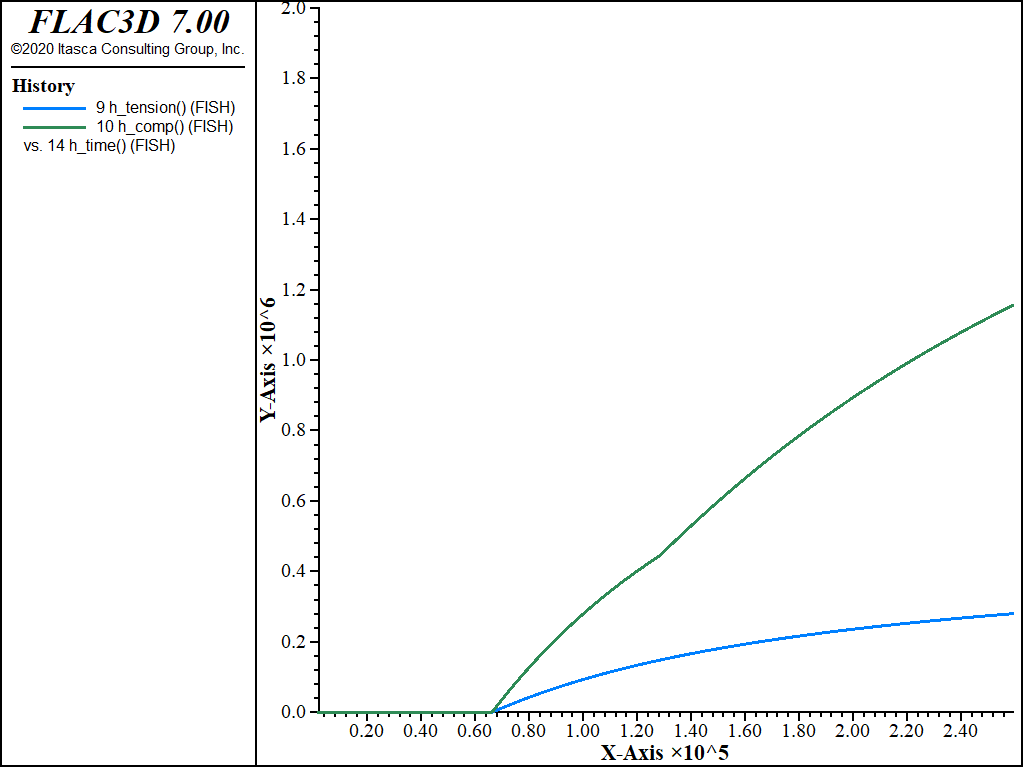 FLAC3D 7.00
©2020 Itasca Consulting Group, Inc.
History
9 h_tension() (FISH)
10 h_comp() (FISH)
vs. 14 h_time() (FISH)
2.0
1.8
1.6
1.4
1.2
1.0
0.8
0.6
0.4
0.2
0.0
Y-Axis ×10^6
0.20 0.40 0.60 0.80 1.00 1.20 1.40 1.60 1.80 2.00 2.20 2.40
X-Axis ×10^5